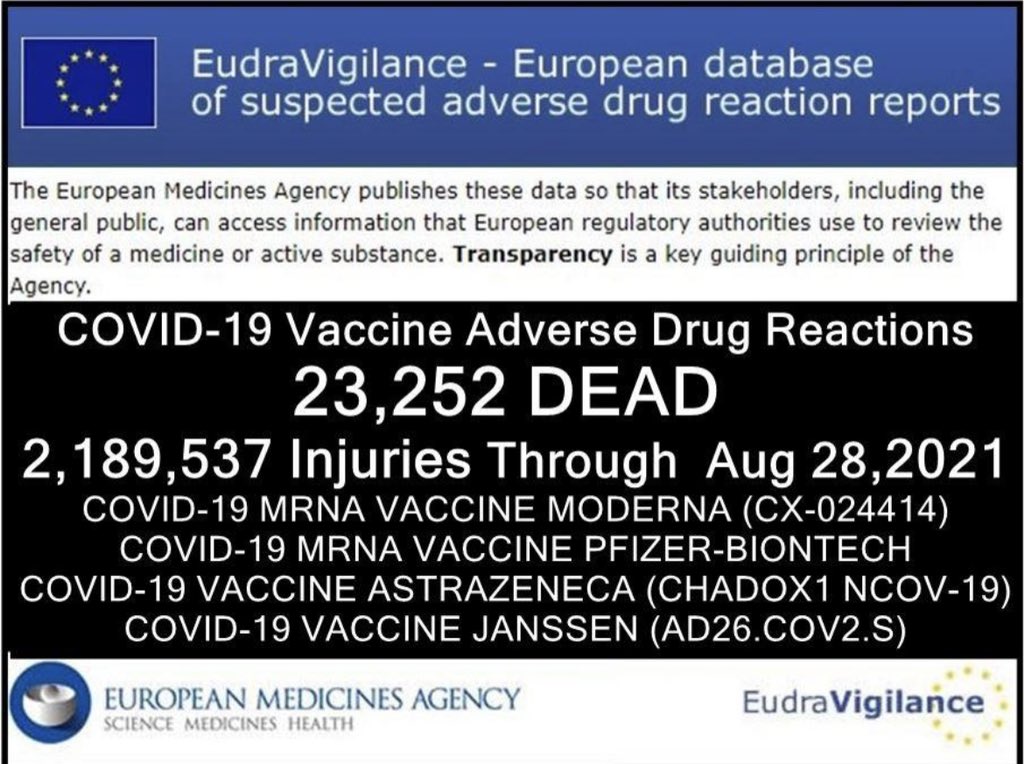 EudraVigilance - European database
of suspected adverse drug reaction reports
The European Medicines Agency publishes these data so that its stakeholders, including the
general public, can access information that European regulatory authorities use to review the
safety of a medicine or active substance. Transparency is a key guiding principle of the
Agency.
COVID-19 Vaccine Adverse Drug Reactions
23,252 DEAD
2,189,537 Injuries Through Aug 28,2021
COVID-19 MRNA VACCINE MODERNA (CX-024414)
COVID-19 MRNA VACCINE PFIZER-BIONTECH
COVID-19 VACCINE ASTRAZENECA (CHADOX1 NCOV-19)
COVID-19 VACCINE JANSSEN (AD26.COV2.S)
EUROPEAN MEDICINES AGENCY
SCIENCE MEDICINES HEALTH
EudraVigilance